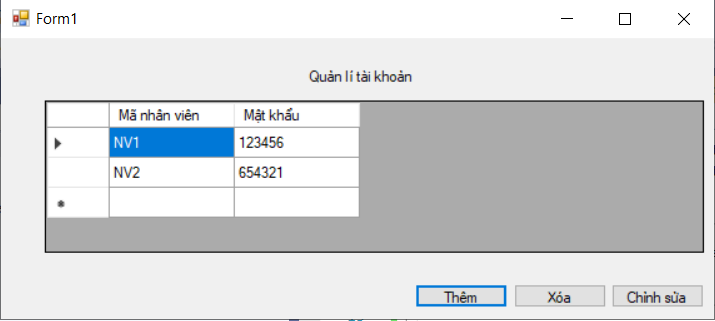 Form1
Quản lí tài khoản
Mã nhân viên Mật khẩu
NV1 123456
NV2 654321
Thêm Xóa Chỉnh sửa